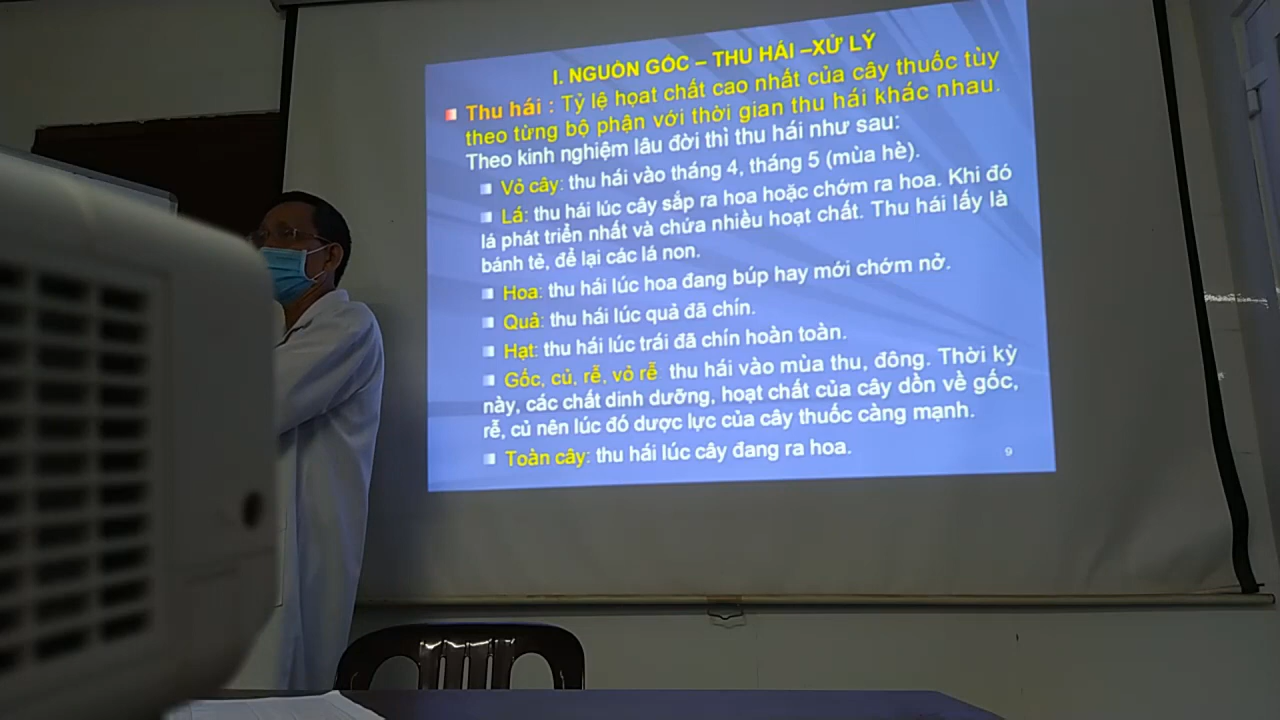 I. NGUỒN GỐC – THU HÁI –XỬ LÝ
Thu hái : Tỷ lệ họat chất cao nhất của cây thuốc tùy
theo từng bộ phận với thời gian thu hái khác nhau.
Theo kinh nghiệm lâu đời thì thu hái như sau:
Vỏ cây: thu hái vào tháng 4, tháng 5 (mùa hè).
Lá: thu hái lúc cây sắp ra hoa hoặc chớm ra hoa. Khi đó
lá phát triển nhất và chứa nhiều hoạt chất. Thu hái lấy là
bánh tẻ, để lại các lá non.
Hoa: thu hái lúc hoa đang búp hay mới chớm nở.
Quả: thu hái lúc quả đã chín.
Hạt: thu hái lúc trái đã chín hoàn toàn.
Gốc, củ, rễ, vỏ rễ thu hái vào mùa thu, đông. Thời kỳ
này, các chất dinh dưỡng, hoạt chất của cây dồn về gốc,
rễ, củ nên lúc đó dược lực của cây thuốc càng mạnh.
Toàn cây: thu hái lúc cây đang ra hoa.
9